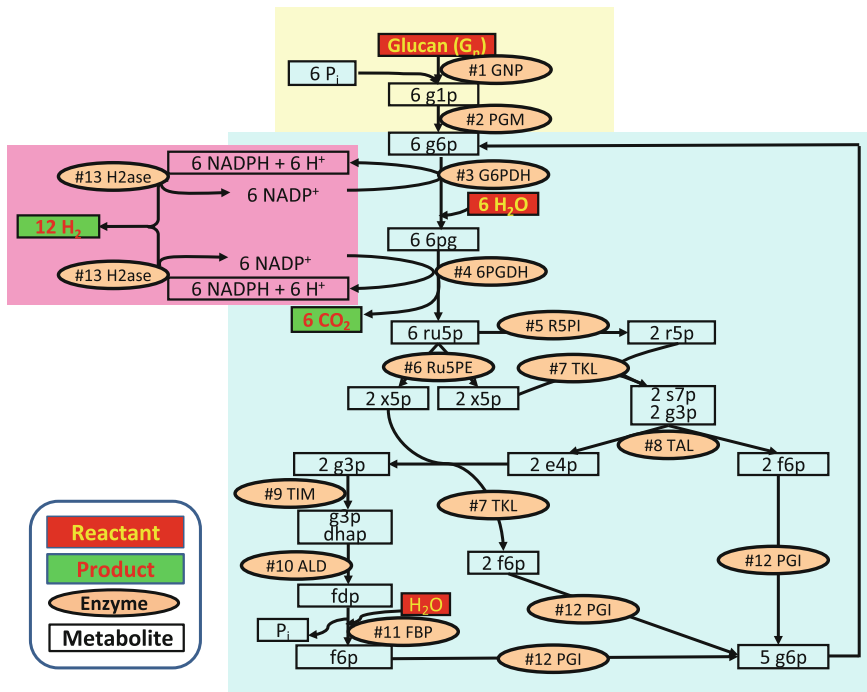 Glucan (Gₙ)
#1 GNP
6 Pᵢ
6 g1p
#2 PGM
6 g6p
6 NADPH + 6 H⁺
#13 H2ase
#3 G6PDH
6 NADP⁺
6 H₂O
12 H₂
6 6pg
6 NADP⁺
#13 H2ase
#4 6PGDH
6 NADPH + 6 H⁺
6 CO₂
6 ru5p
#5 R5PI
2 r5p
#6 Ru5PE
#7 TKL
2 x5p
2 x5p
2 s7p
2 g3p
#8 TAL
2 g3p
2 e4p
2 f6p
#9 TIM
#7 TKL
g3p
dhap
#10 ALD
2 f6p
#12 PGI
fdp
H₂O
#12 PGI
Pᵢ
#11 FBP
f6p
#12 PGI
5 g6p
Reactant
Product
Enzyme
Metabolite